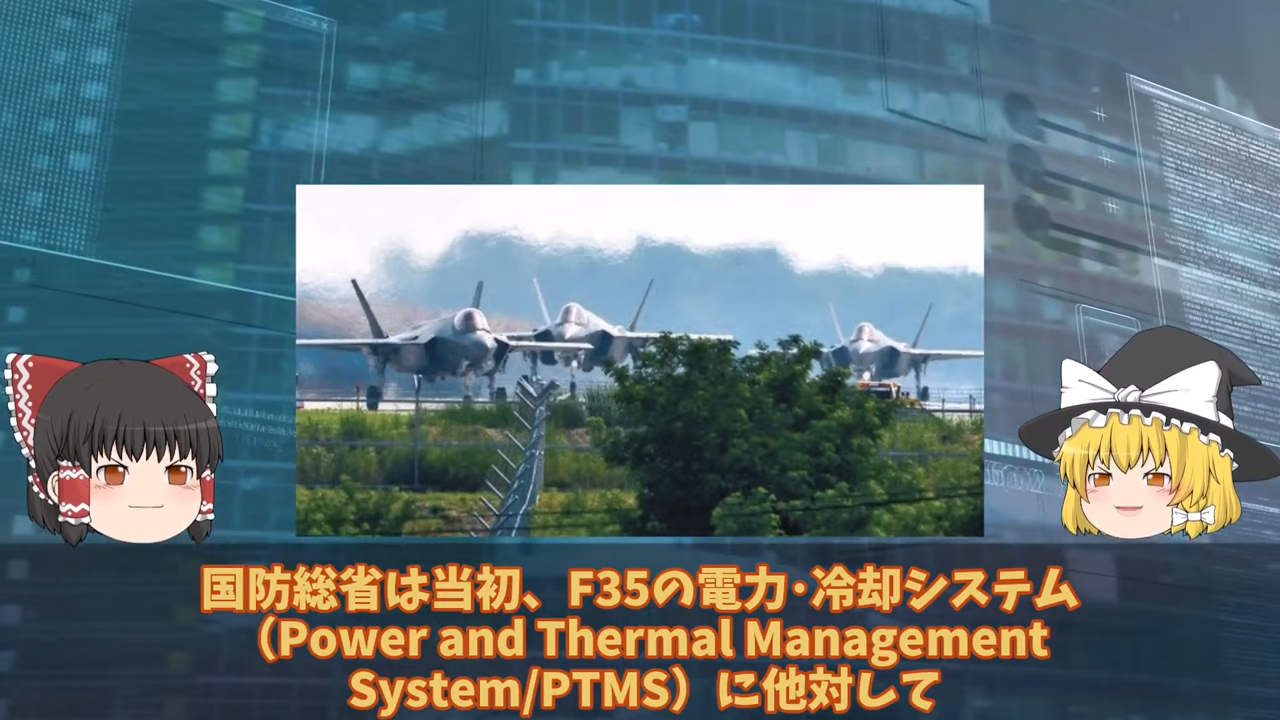 国防総省は当初、F35の電力･冷却システム
（Power and Thermal Management
System/PTMS）に他対して